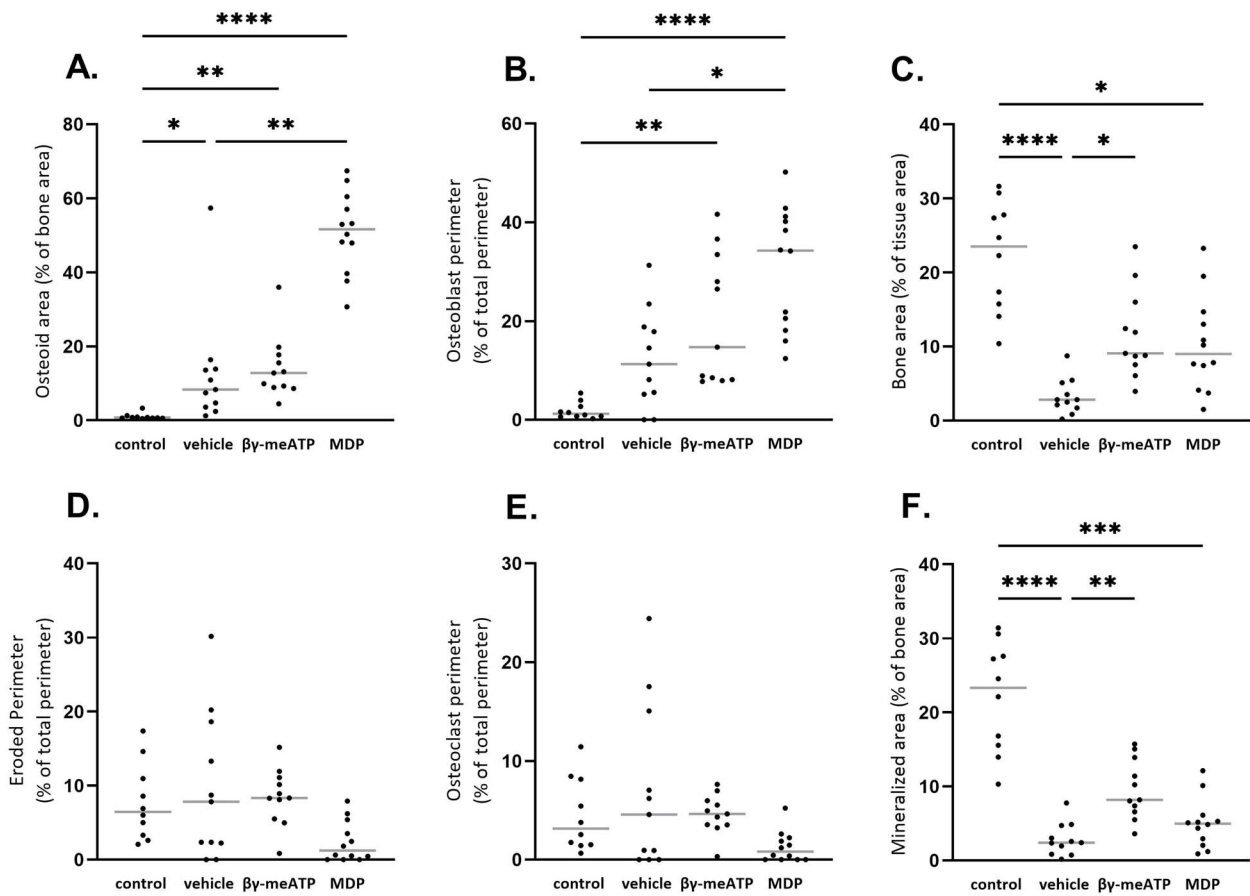 A.
****
**
*
**
Osteoid area (% of bone area)
80
60
40
20
0
control
vehicle
βγ-meATP
MDP
B.
****
*
**
Osteoblast perimeter
(% of total perimeter)
60
40
20
0
control
vehicle
βγ-meATP
MDP
C.
*
****
*
Bone area (% of tissue area)
40
30
20
10
0
control
vehicle
βγ-meATP
MDP
D.
Eroded Perimeter
(% of total perimeter)
40
30
20
10
0
control
vehicle
βγ-meATP
MDP
E.
Osteoclast perimeter
(% of total perimeter)
30
20
10
0
control
vehicle
βγ-meATP
MDP
F.
***
****
**
Mineralized area (% of bone area)
40
30
20
10
0
control
vehicle
βγ-meATP
MDP